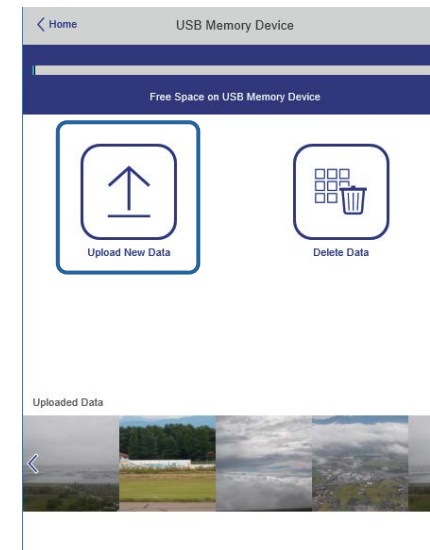 Home
USB Memory Device
Free Space on USB Memory Device
Upload New Data
Delete Data
Uploaded Data